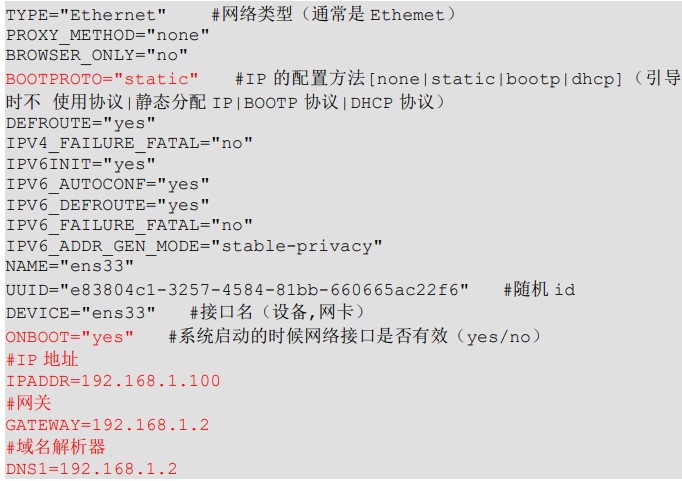 TYPE="Ethernet" #网络类型（通常是 Ethemet）
PROXY_METHOD="none"
BROWSER_ONLY="no"
BOOTPROTO="static" #IP 的配置方法[none|static|bootp|dhcp]（引导
时不 使用协议|静态分配 IP|BOOTP 协议|DHCP 协议）
DEFROUTE="yes"
IPV4_FAILURE_FATAL="no"
IPV6INIT="yes"
IPV6_AUTOCONF="yes"
IPV6_DEFROUTE="yes"
IPV6_FAILURE_FATAL="no"
IPV6_ADDR_GEN_MODE="stable-privacy"
NAME="ens33"
UUID="e83804c1-3257-4584-81bb-660665ac22f6" #随机 id
DEVICE="ens33" #接口名（设备,网卡）
ONBOOT="yes" #系统启动的时候网络接口是否有效（yes/no）
#IP 地址
IPADDR=192.168.1.100
#网关
GATEWAY=192.168.1.2
#域名解析器
DNS1=192.168.1.2